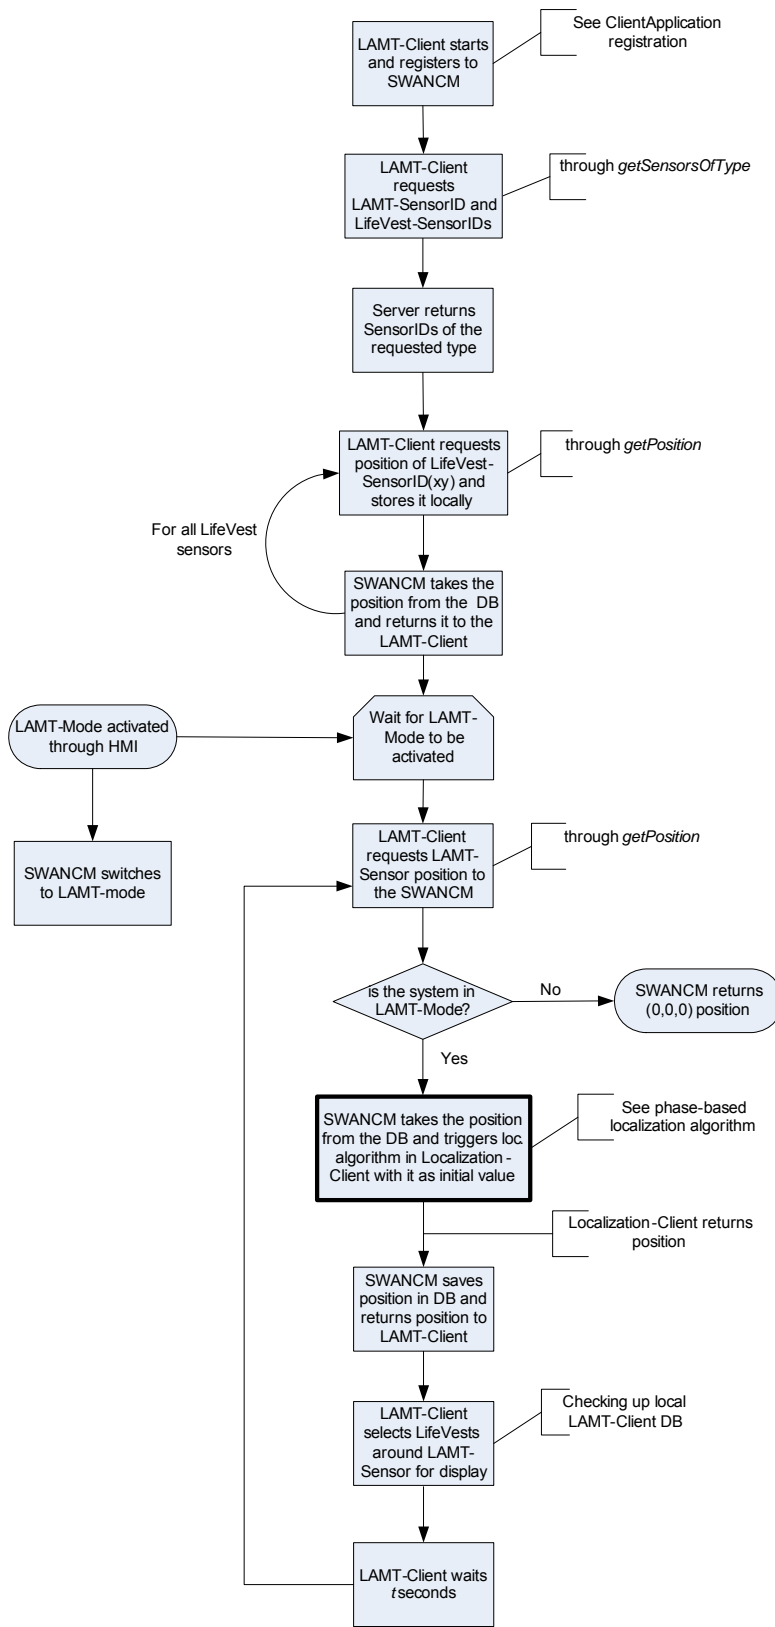 LAMT-Client starts
and registers to
SWANCM
See ClientApplication
registration
LAMT-Client
requests
LAMT-SensorID and
LifeVest-SensorIDs
through getSensorsOfType
Server returns
SensorIDs of the
requested type
LAMT-Client requests
position of LifeVest-
SensorID(xy) and
stores it locally
through getPosition
For all LifeVest
sensors
SWANCM takes the
position from the DB
and returns it to the
LAMT-Client
LAMT-Mode activated
through HMI
Wait for LAMT-
Mode to be
activated
SWANCM switches
to LAMT-mode
LAMT-Client
requests LAMT-
Sensor position to
the SWANCM
through getPosition
is the system in
LAMT-Mode?
No
SWANCM returns
(0,0,0) position
Yes
SWANCM takes the position
from the DB and triggers loc.
algorithm in Localization-
Client with it as initial value
See phase-based
localization algorithm
Localization-Client returns
position
SWANCM saves
position in DB and
returns position to
LAMT-Client
LAMT-Client
selects LifeVests
around LAMT-
Sensor for display
Checking up local
LAMT-Client DB
LAMT-Client waits
t seconds